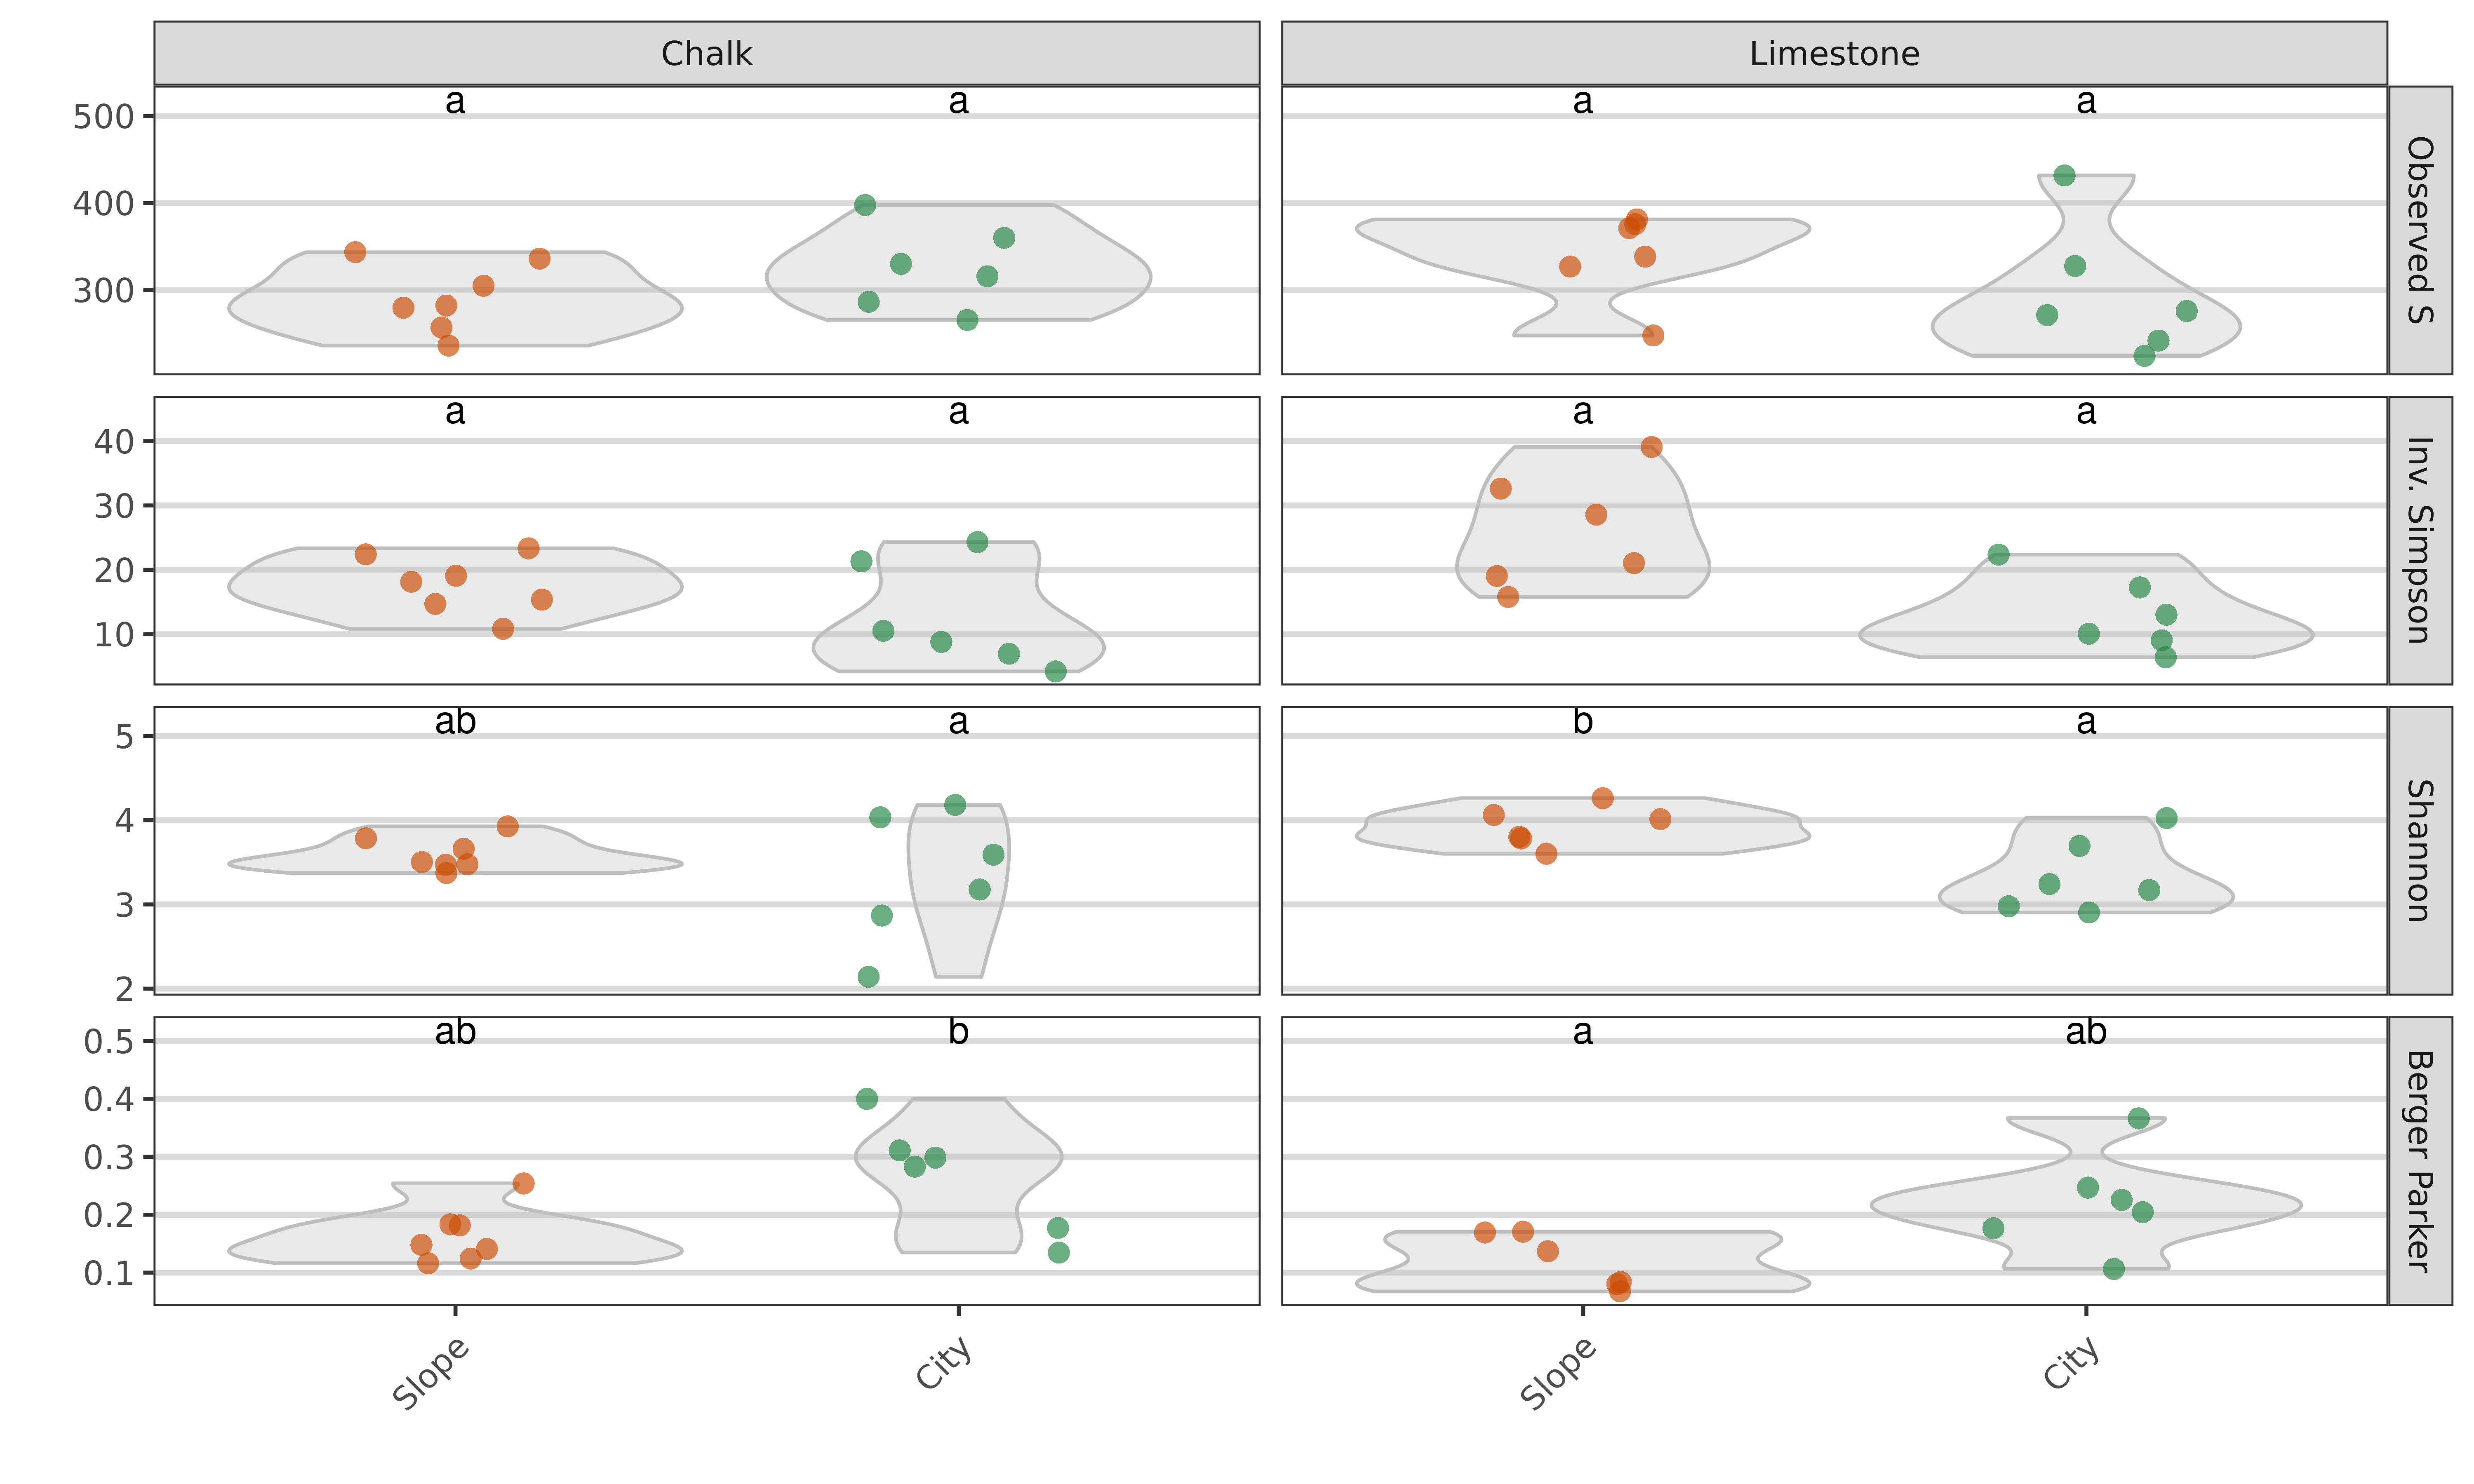 Chalk
Limestone
a a a a
500
400
300
Observed S
a a a a
40
30
20
10
Inv. Simpson
ab a b a
5
4
3
2
Shannon
ab b a ab
0.5
0.4
0.3
0.2
0.1
Berger Parker
Slope City Slope City